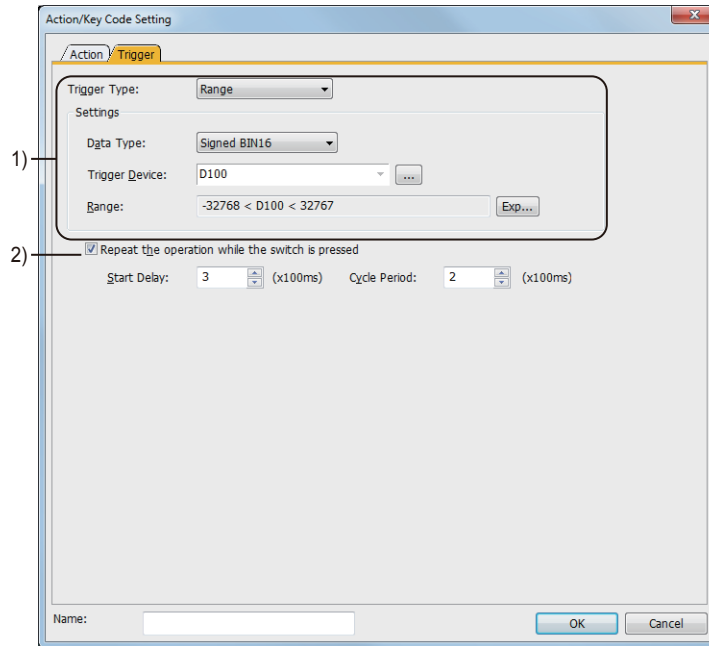 Action/Key Code Setting
x
Action Trigger
Trigger Type: Range
Settings
Data Type: Signed BIN16
1)
Trigger Device: D100 ...
Range: -32768 < D100 < 32767 Exp...
2)
Repeat the operation while the switch is pressed
Start Delay: 3 (x100ms) Cycle Period: 2 (x100ms)
Name:
OK Cancel